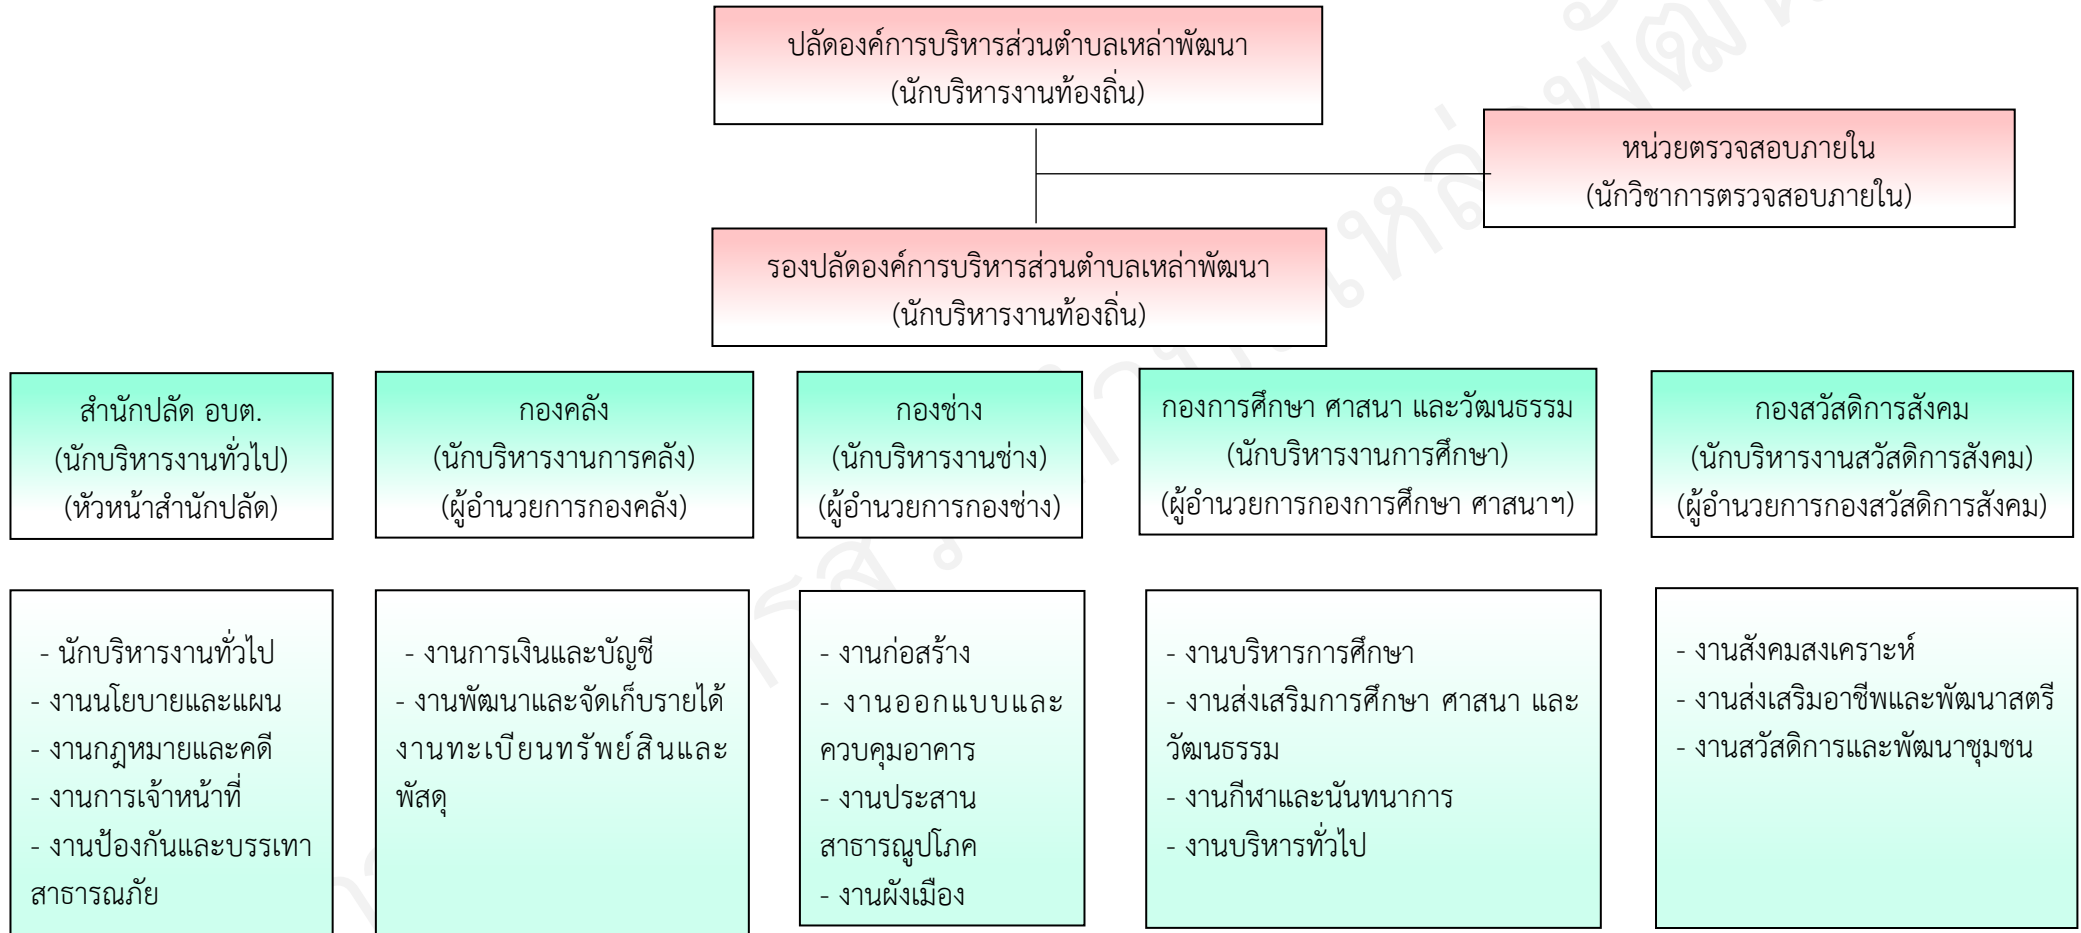 ปลัดองค์การบริหารส่วนตำบลเหล่าพัฒนา
(นักบริหารงานท้องถิ่น)
หน่วยตรวจสอบภายใน
(นักวิชาการตรวจสอบภายใน)
รองปลัดองค์การบริหารส่วนตำบลเหล่าพัฒนา
(นักบริหารงานท้องถิ่น)
สำนักปลัด อบต.
(นักบริหารงานทั่วไป)
(หัวหน้าสำนักปลัด)
กองคลัง
(นักบริหารงานการคลัง)
(ผู้อำนวยการกองคลัง)
กองช่าง
(นักบริหารงานช่าง)
(ผู้อำนวยการกองช่าง)
กองการศึกษา ศาสนา และวัฒนธรรม
(นักบริหารงานการศึกษา)
(ผู้อำนวยการกองการศึกษา ศาสนาฯ)
กองสวัสดิการสังคม
(นักบริหารงานสวัสดิการสังคม)
(ผู้อำนวยการกองสวัสดิการสังคม)
- นักบริหารงานทั่วไป
- งานนโยบายและแผน
- งานกฎหมายและคดี
- งานการเจ้าหน้าที่
- งานป้องกันและบรรเทา
สาธารณภัย
- งานการเงินและบัญชี
- งานพัฒนาและจัดเก็บรายได้
งานทะเบียนทรัพย์สินและ
พัสดุ
- งานก่อสร้าง
- งานออกแบบและ
ควบคุมอาคาร
- งานประสาน
สาธารณูปโภค
- งานผังเมือง
- งานบริหารการศึกษา
- งานส่งเสริมการศึกษา ศาสนา และ
วัฒนธรรม
- งานกีฬาและนันทนาการ
- งานบริหารทั่วไป
- งานสังคมสงเคราะห์
- งานส่งเสริมอาชีพและพัฒนาสตรี
- งานสวัสดิการและพัฒนาชุมชน